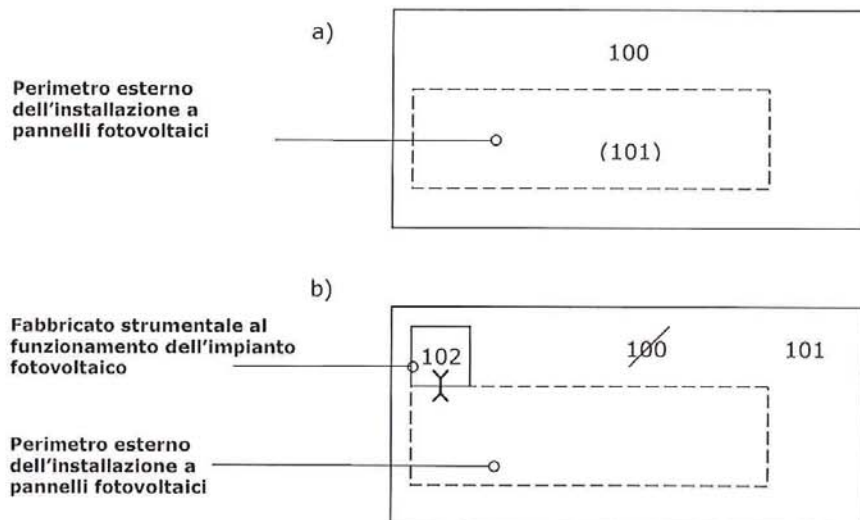 a)
100
Perimetro esterno
dell'installazione a
pannelli fotovoltaici
(101)
b)
Fabbricato strumentale al
funzionamento dell'impianto
fotovoltaico
102
100
101
Perimetro esterno
dell'installazione a
pannelli fotovoltaici